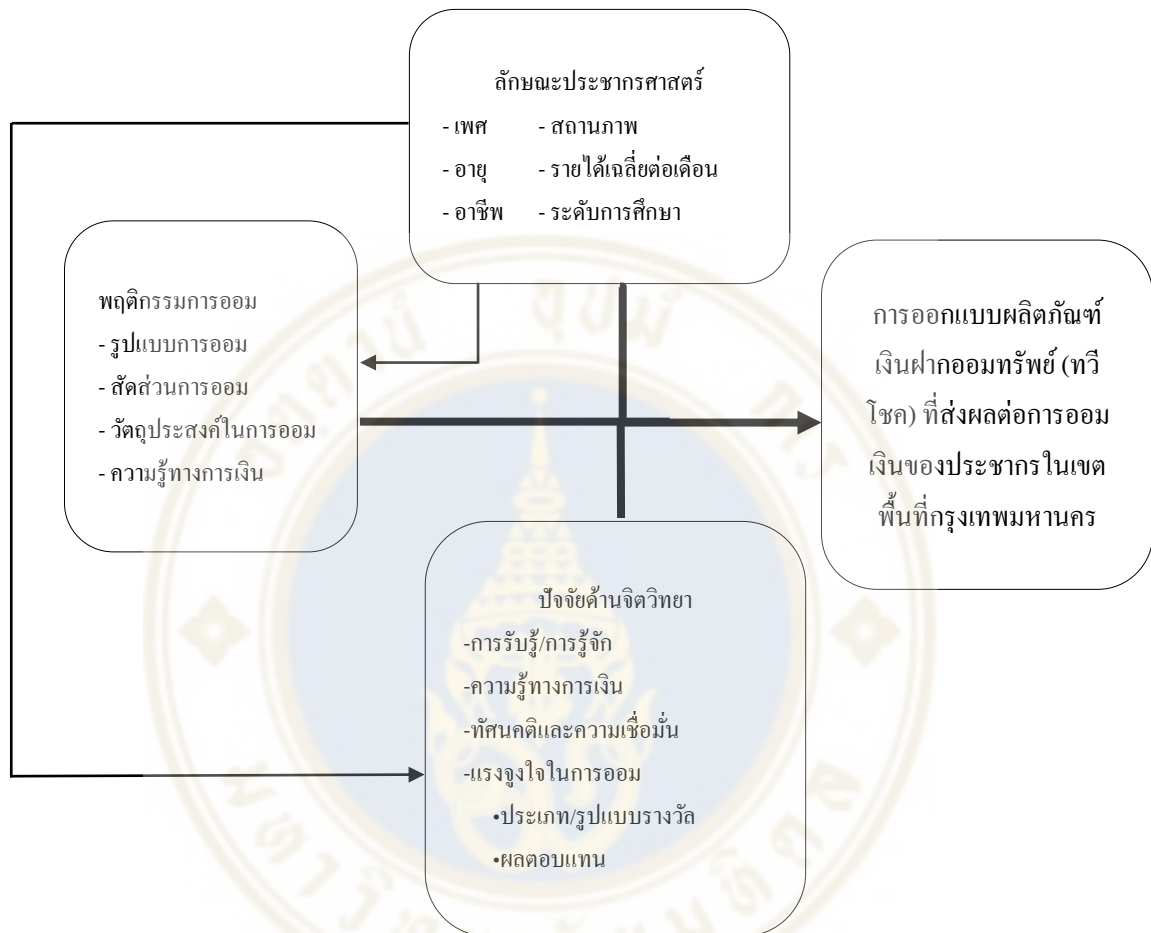 ลักษณะประชากรศาสตร์
- เพศ - สถานภาพ
- อายุ - รายได้เฉลี่ยต่อเดือน
- อาชีพ - ระดับการศึกษา
พฤติกรรมการออม
- รูปแบบการออม
- สัดส่วนการออม
- วัตถุประสงค์ในการออม
- ความรู้ทางการเงิน
การออกแบบผลิตภัณฑ์
เงินฝากออมทรัพย์ (ทวี
โชค) ที่ส่งผลต่อการออม
เงินของประชากรในเขต
พื้นที่กรุงเทพมหานคร
ปัจจัยด้านจิตวิทยา
-การรับรู้/การรู้จัก
-ความรู้ทางการเงิน
-ทัศนคติและความเชื่อมั่น
-แรงจูงใจในการออม
•ประเภท/รูปแบบรางวัล
•ผลตอบแทน